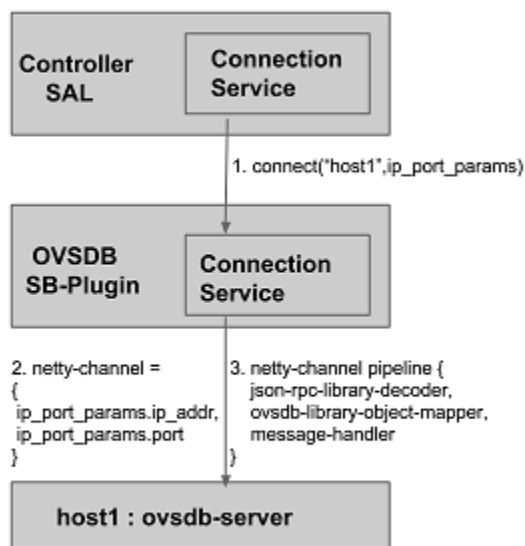 Controller
SAL
Connection
Service
1. connect("host1",ip_port_params)
OVSDB
SB-Plugin
Connection
Service
2. netty-channel =
{
ip_port_params.ip_addr,
ip_port_params.port
}
3. netty-channel pipeline {
json-rpc-library-decoder,
ovsdb-library-object-mapper,
message-handler
}
host1 : ovsdb-server